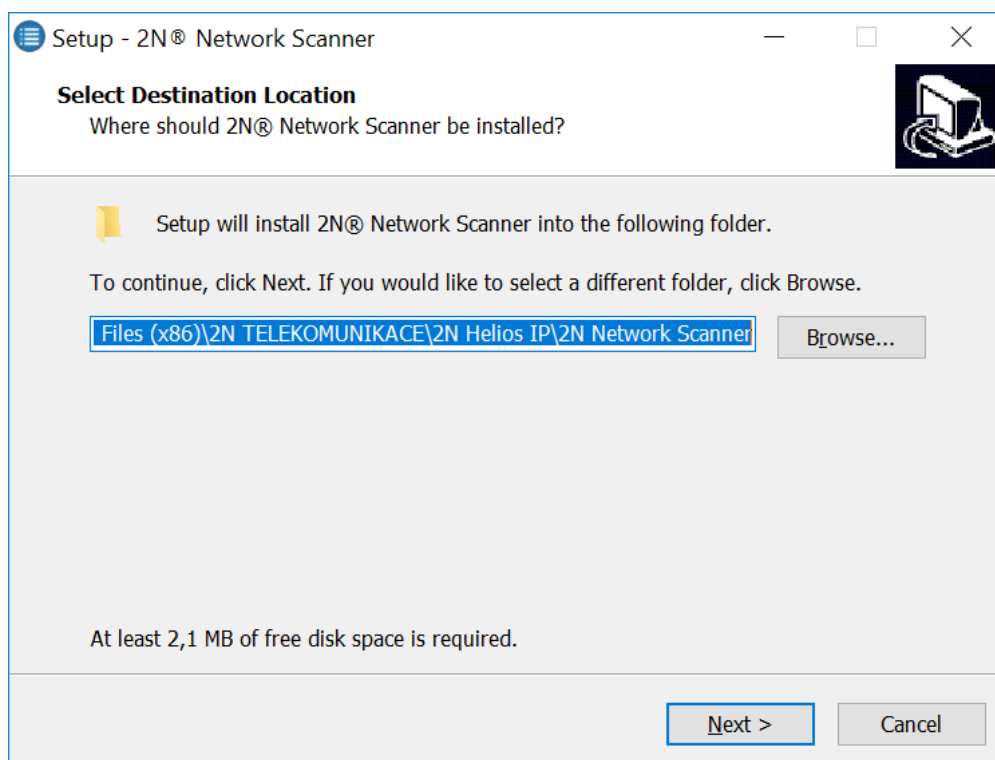 Setup - 2N® Network Scanner
Select Destination Location
Where should 2N® Network Scanner be installed?
Setup will install 2N® Network Scanner into the following folder.
To continue, click Next. If you would like to select a different folder, click Browse.
Files (x86)\2N TELEKOMUNIKACE\2N Helios IP\2N Network Scanner
Browse...
At least 2,1 MB of free disk space is required.
Next >
Cancel